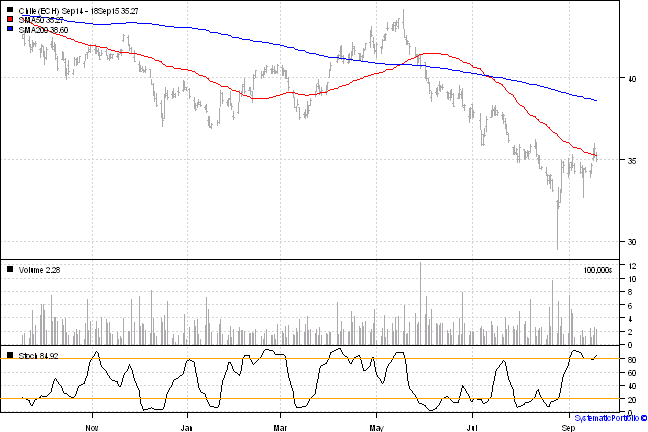 Chile (ECH) Sep14 - 18Sep15 35.27
SMA50 35.27
SMA200 38.60
40
35
30
Volume 2.28
100,000s
12
10
8
6
4
2
0
Stoch 84.92
80
60
40
20
0
Nov Jan Mar May Jul Sep
SystematicPortfolio ©